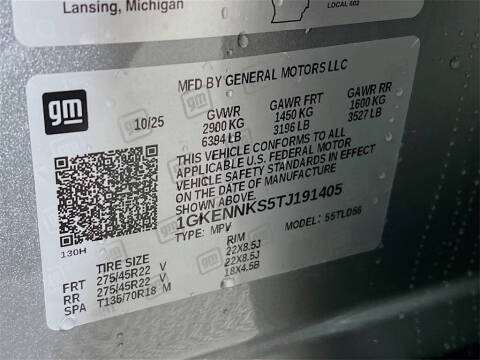 Lansing, Michigan
LOCAL 602
MFD BY GENERAL MOTORS LLC
gm
10/25 GVWR GAWR FRT GAWR RR
2900 KG 1450 KG 1600 KG
6394 LB 3196 LB 3527 LB
THIS VEHICLE CONFORMS TO ALL
APPLICABLE U.S. FEDERAL MOTOR
VEHICLE SAFETY STANDARDS IN EFFECT
ON THE DATE OF MANUFACTURE
SHOWN ABOVE
1GKENNKS5TJ191405
TYPE: MPV MODEL: 5STLD56
130H
TIRE SIZE RIM
FRT 275/45R22 V 22X8.5J
RR 275/45R22 V 22X8.5J
SPA T135/70R18 M 18X4.5B